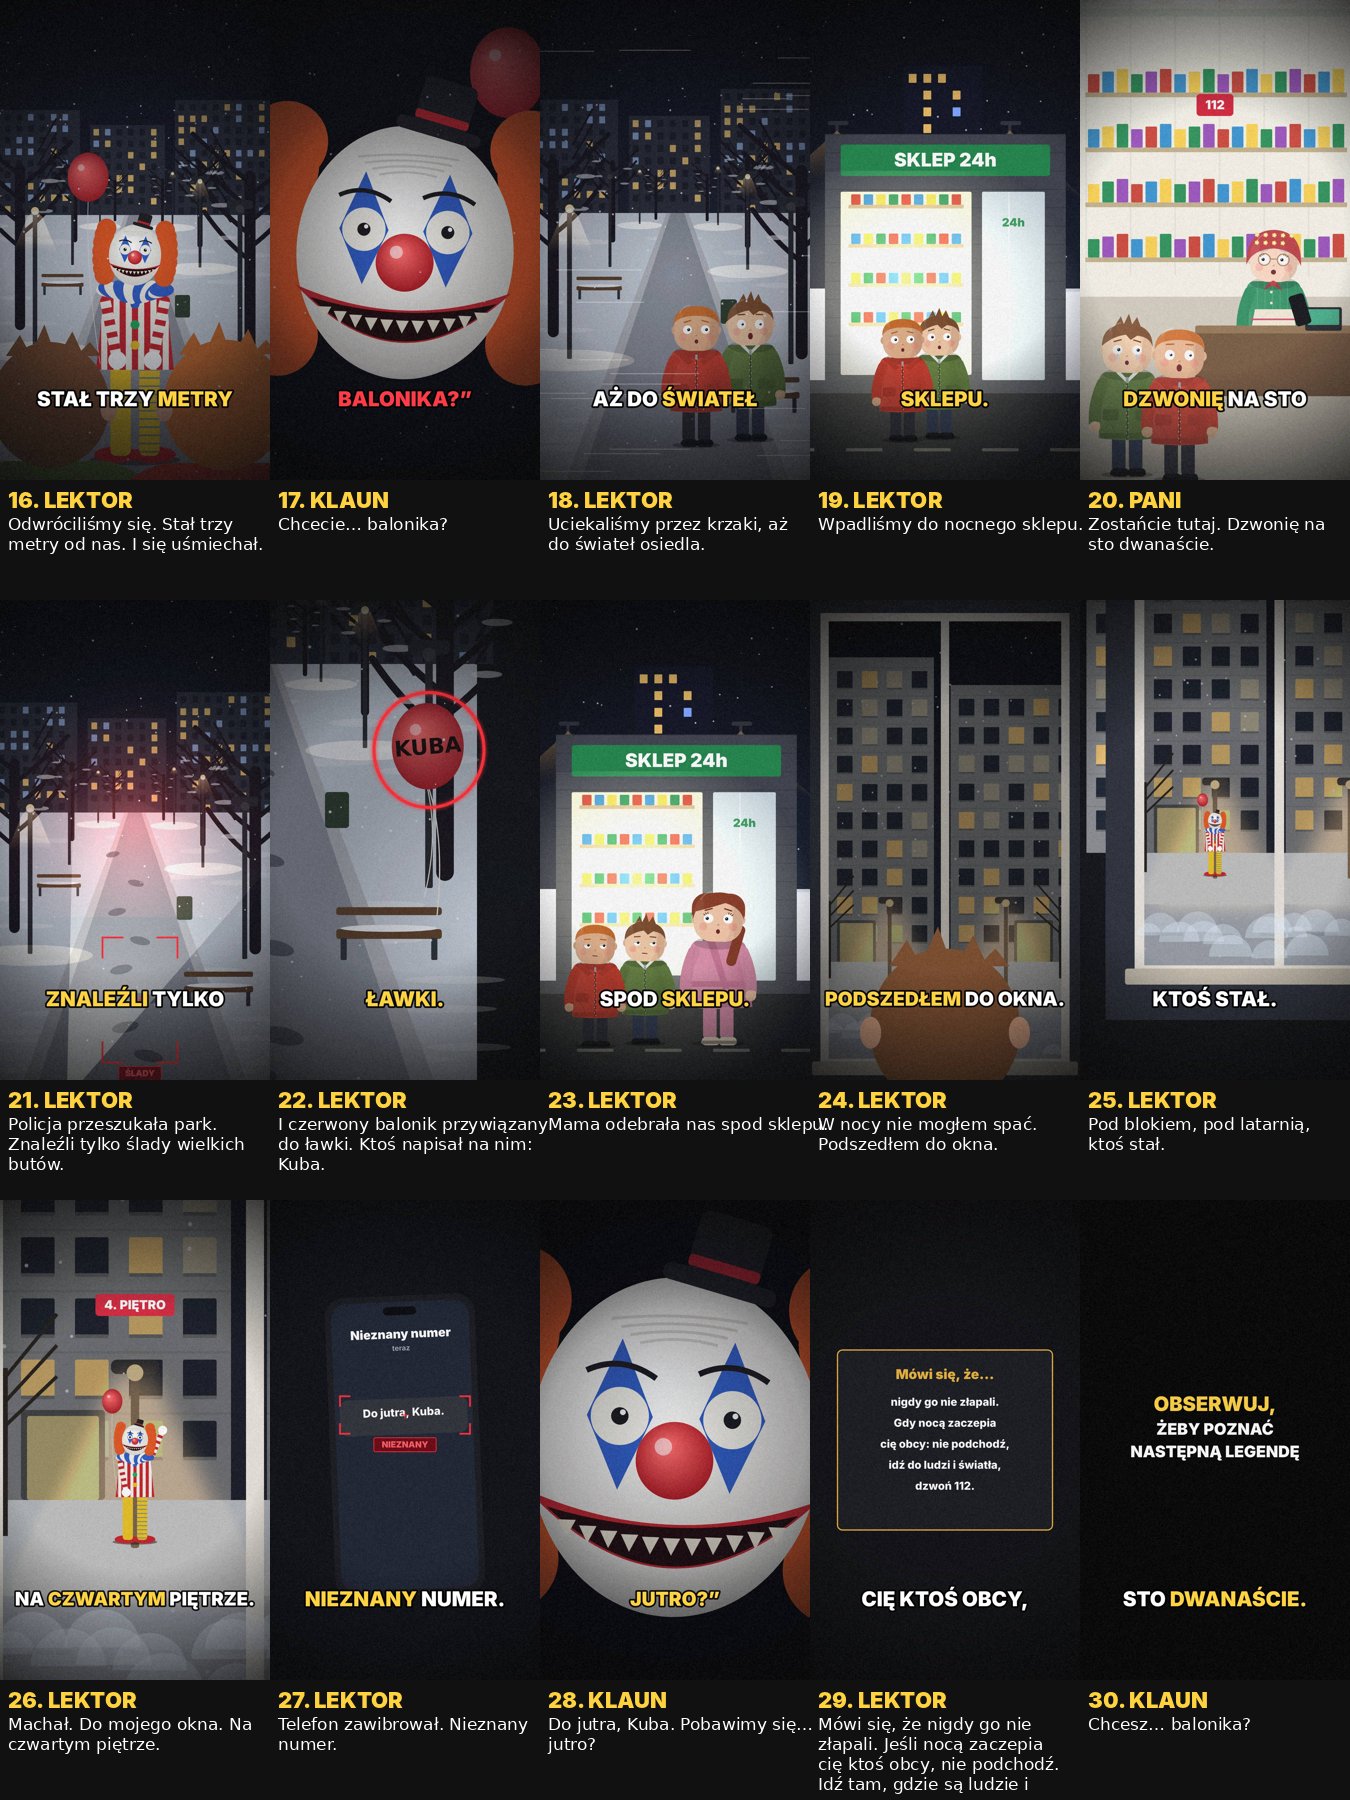 STAŁ TRZY METRY
16. LEKTOR
Odwróciliśmy się. Stał trzy
metry od nas. I się uśmiechał.
BALONIKA?”
17. KLAUN
Chcecie... balonika?
AŻ DO ŚWIATEŁ
18. LEKTOR
Uciekaliśmy przez krzaki, aż
do świateł osiedla.
SKLEP 24h
24h
SKLEPU.
19. LEKTOR
Wpadliśmy do nocnego sklepu.
112
DZWONIĘ NA STO
20. PANI
Zostańcie tutaj. Dzwonię na
sto dwanaście.
ŚLADY
ZNALEŹLI TYLKO
21. LEKTOR
Policja przeszukała park.
Znaleźli tylko ślady wielkich
butów.
KUBA
ŁAWKI.
22. LEKTOR
I czerwony balonik przywiązany
do ławki. Ktoś napisał na nim:
Kuba.
SKLEP 24h
24h
SPOD SKLEPU.
23. LEKTOR
Mama odebrała nas spod sklepu.
PODSZEDŁEM DO OKNA.
24. LEKTOR
W nocy nie mogłem spać.
Podszedłem do okna.
KTOŚ STAŁ.
25. LEKTOR
Pod blokiem, pod latarnią,
ktoś stał.
4. PIĘTRO
NA CZWARTYM PIĘTRZE.
26. LEKTOR
Machał. Do mojego okna. Na
czwartym piętrze.
Nieznany numer
teraz
Do jutra, Kuba.
NIEZNANY
NIEZNANY NUMER.
27. LEKTOR
Telefon zawibrował. Nieznany
numer.
JUTRO?”
28. KLAUN
Do jutra, Kuba. Pobawimy się...
jutro?
Mówi się, że...
nigdy go nie złapali.
Gdy nocą zaczepia
cię obcy: nie podchodź,
idź do ludzi i światła,
dzwoń 112.
CIĘ KTOŚ OBCY,
29. LEKTOR
Mówi się, że nigdy go nie
złapali. Jeśli nocą zaczepia
cię ktoś obcy, nie podchodź.
Idź tam, gdzie są ludzie i
OBSERWUJ,
ŻEBY POZNAĆ
NASTĘPNĄ LEGENDĘ
STO DWANAŚCIE.
30. KLAUN
Chcesz... balonika?